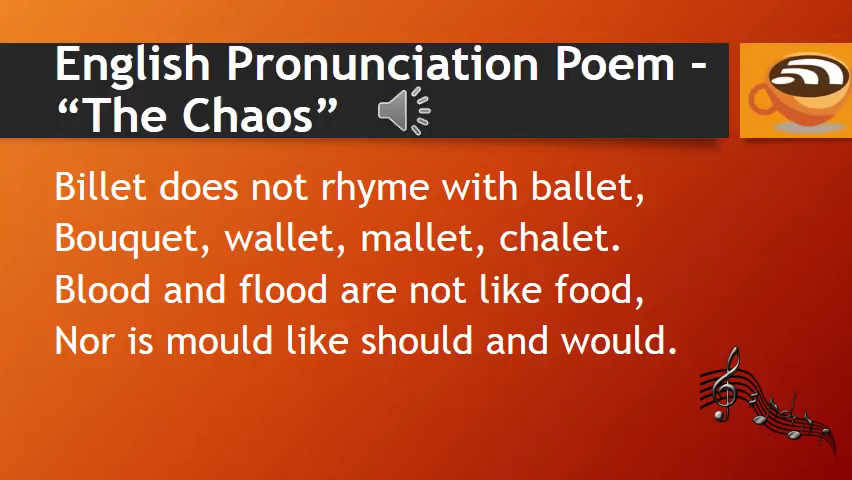 English Pronunciation Poem –
“The Chaos”
Billet does not rhyme with ballet,
Bouquet, wallet, mallet, chalet.
Blood and flood are not like food,
Nor is mould like should and would.